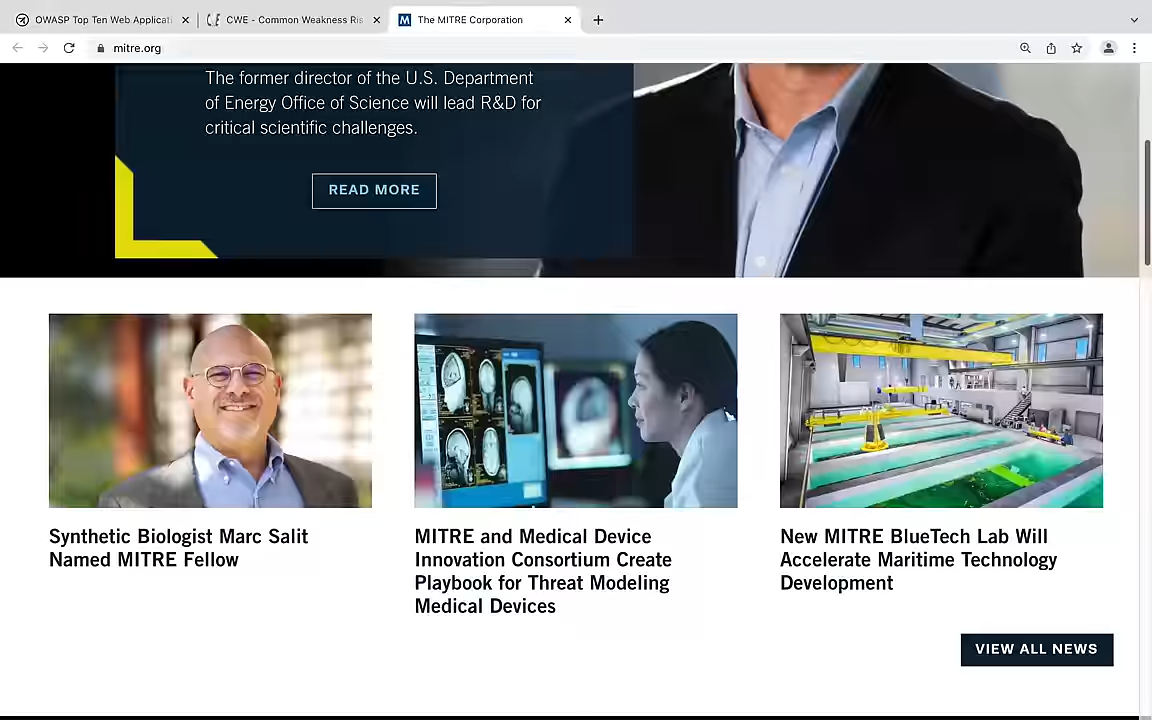 OWASP Top Ten Web Applicati
CWE - Common Weakness Ris
M
The MITRE Corporation
mitre.org
The former director of the U.S. Department
of Energy Office of Science will lead R&D for
critical scientific challenges.
READ MORE
Synthetic Biologist Marc Salit
Named MITRE Fellow
MITRE and Medical Device
Innovation Consortium Create
Playbook for Threat Modeling
Medical Devices
New MITRE BlueTech Lab Will
Accelerate Maritime Technology
Development
VIEW ALL NEWS